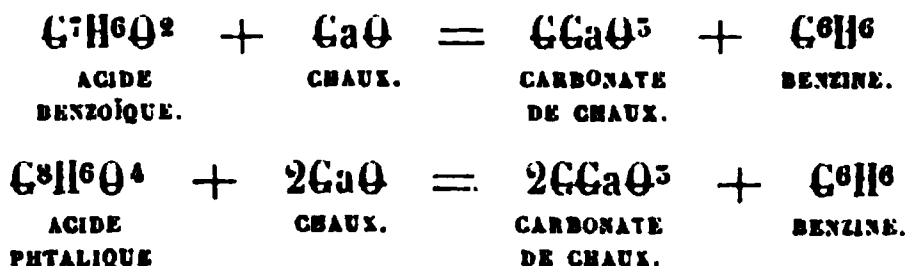 C⁷H⁶O² + CaO = CCaO³ + C⁶H⁶
ACIDE BENZOÏQUE. CHAUX. CARBONATE DE CHAUX. BENZINE.
C⁸H⁶O⁴ + 2CaO = 2CCaO³ + C⁶H⁶
ACIDE PHTALIQUE CHAUX. CARBONATE DE CHAUX. BENZINE.